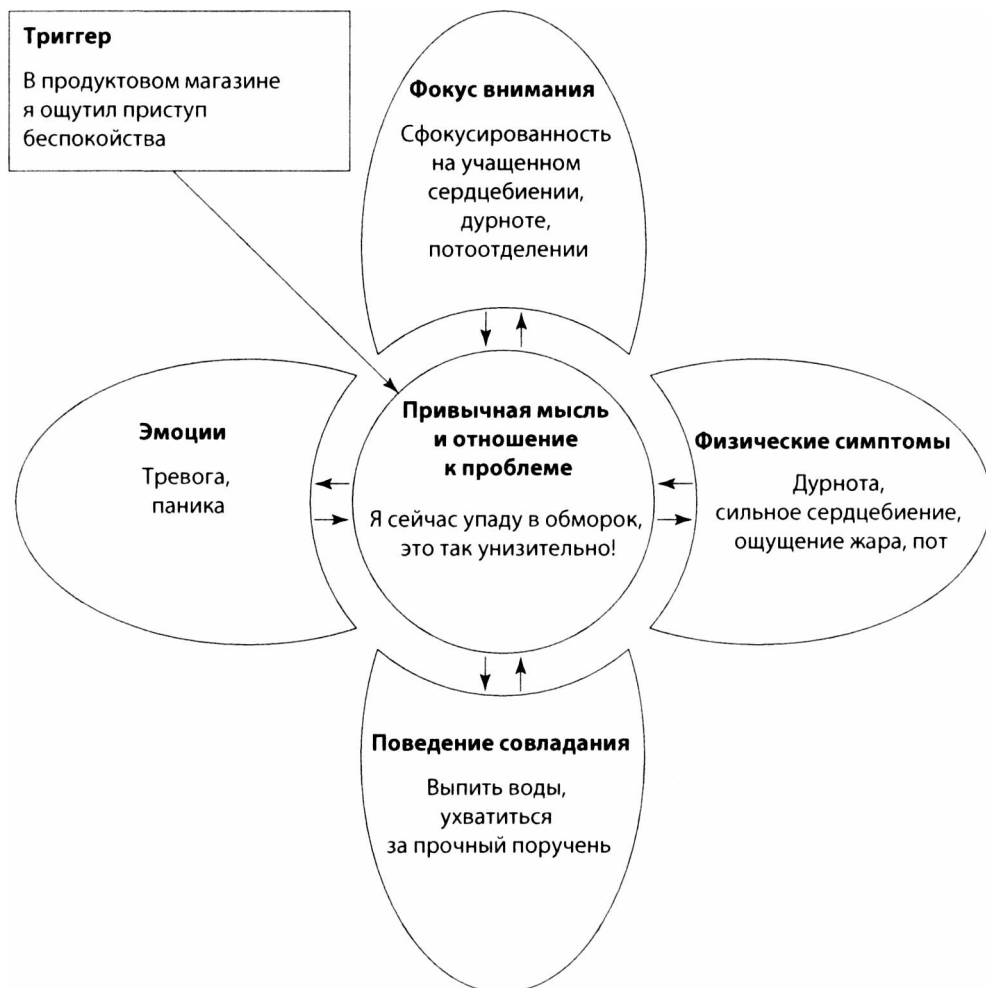 Триггер
В продуктовом магазине
я ощутил приступ
беспокойства
Фокус внимания
Сфокусированность
на учащенном
сердцебиении,
дурноте,
потоотделении
Эмоции
Тревога,
паника
Привычная мысль
и отношение
к проблеме
Я сейчас упаду в обморок,
это так унизительно!
Физические симптомы
Дурнота,
сильное сердцебиение,
ощущение жара, пот
Поведение совладания
Выпить воды,
ухватиться
за прочный поручень